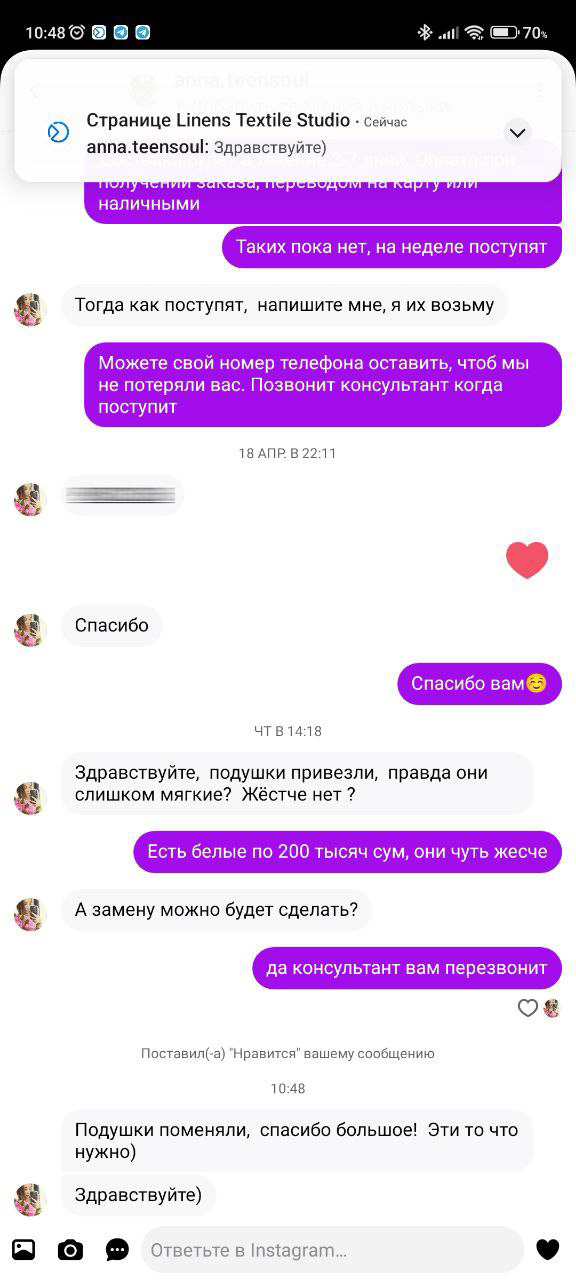 10:48
70%
anna.teensoul
Странице Linens Textile Studio · Сейчас
anna.teensoul: Здравствуйте)
получении заказа, переводом на карту или
наличными
Таких пока нет, на неделе поступят
Тогда как поступят, напишите мне, я их возьму
Можете свой номер телефона оставить, чтоб мы
не потеряли вас. Позвонит консультант когда
поступит
18 АПР. В 22:11
Спасибо
Спасибо вам
ЧТ В 14:18
Здравствуйте, подушки привезли, правда они
слишком мягкие? Жёстче нет ?
Есть белые по 200 тысяч сум, они чуть жесче
А замену можно будет сделать?
да консультант вам перезвонит
Поставил(-а) "Нравится" вашему сообщению
10:48
Подушки поменяли, спасибо большое! Эти то что
нужно)
Здравствуйте)
Ответьте в Instagram…